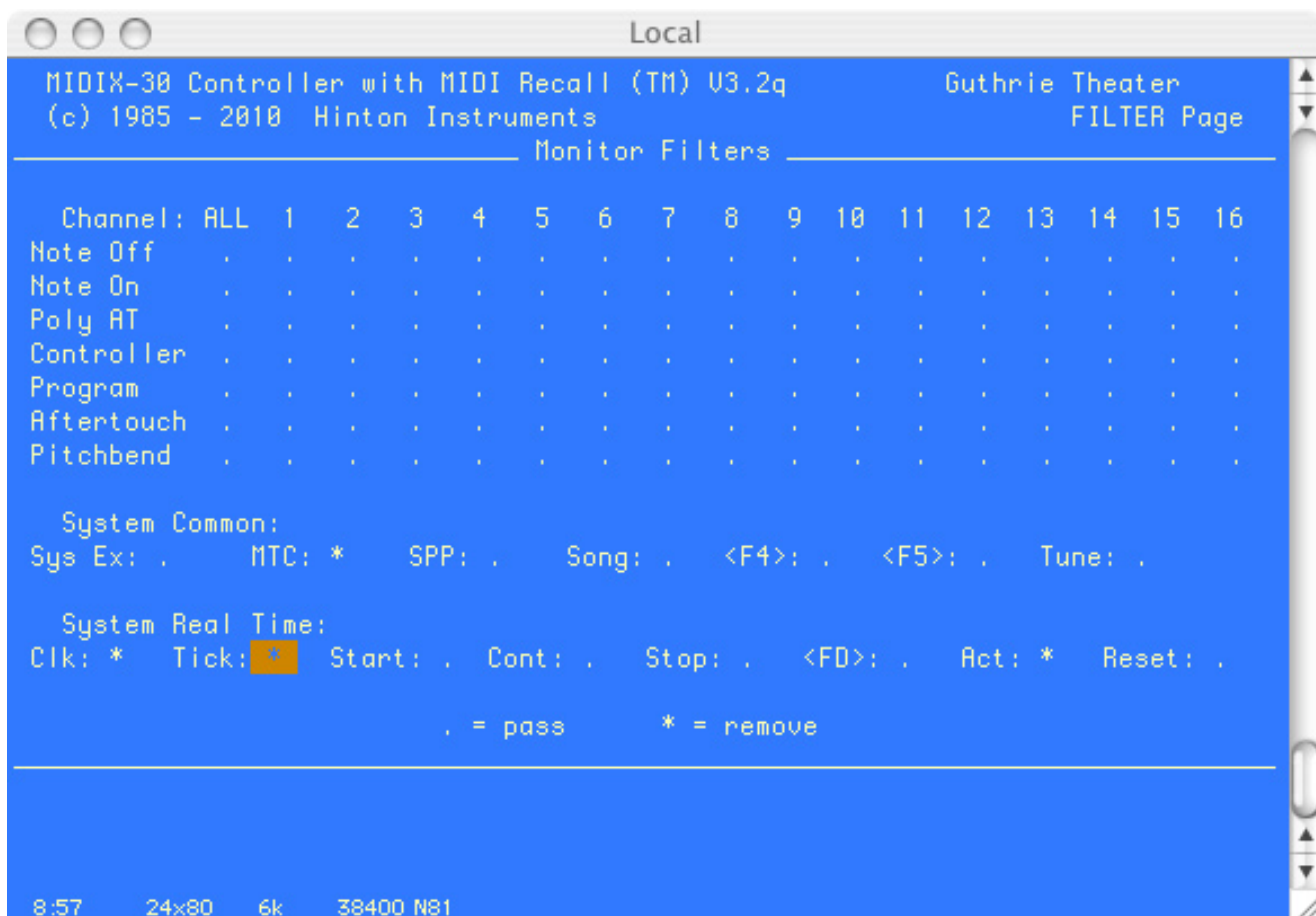 Local
MIDIX-30 Controller with MIDI Recall (TM) V3.2q Guthrie Theater
(c) 1985 - 2010 Hinton Instruments FILTER Page
Monitor Filters
Channel: ALL 1 2 3 4 5 6 7 8 9 10 11 12 13 14 15 16
Note Off . . . . . . . . . . . . . . . . .
Note On . . . . . . . . . . . . . . . . .
Poly AT . . . . . . . . . . . . . . . . .
Controller . . . . . . . . . . . . . . . . .
Program . . . . . . . . . . . . . . . . .
Aftertouch . . . . . . . . . . . . . . . . .
Pitchbend . . . . . . . . . . . . . . . . .
System Common:
Sys Ex: . MTC: * SPP: . Song: . <F4>: . <F5>: . Tune: .
System Real Time:
Clk: * Tick: * Start: . Cont: . Stop: . <FD>: . Act: * Reset: .
. = pass * = remove
8:57 24x80 6k 38400 N81